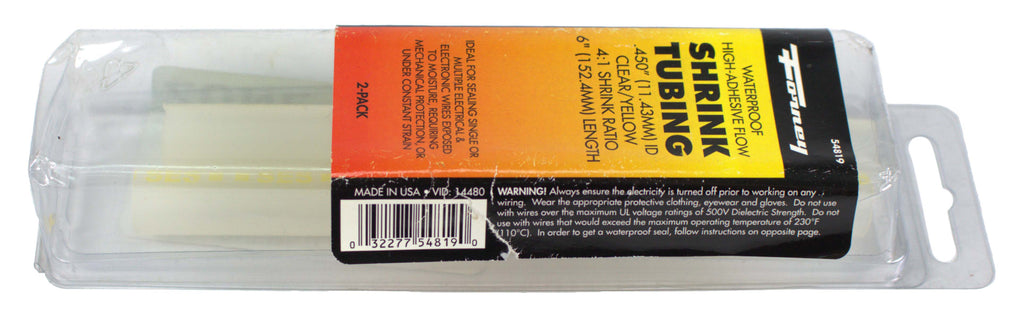 Forney
54819
WATERPROOF
HIGH-ADHESIVE FLOW
SHRINK
TUBING
.450" (11.43MM) ID
CLEAR/YELLOW
4:1 SHRINK RATIO
6" (152.4MM) LENGTH
IDEAL FOR SEALING SINGLE OR
MULTIPLE ELECTRICAL &
ELECTRONIC WIRES EXPOSED
TO MOISTURE, REQUIRING
MECHANICAL PROTECTION, OR
UNDER CONSTANT STRAIN
2-PACK
MADE IN USA • VID: 14480
0 32277 54819 0
WARNING! Always ensure the electricity is turned off prior to working on any
wiring. Wear the appropriate protective clothing, eyewear and gloves. Do not use
with wires over the maximum UL voltage ratings of 500V Dielectric Strength. Do not
use with wires that would exceed the maximum operating temperature of 230°F
(110°C). In order to get a waterproof seal, follow instructions on opposite page.